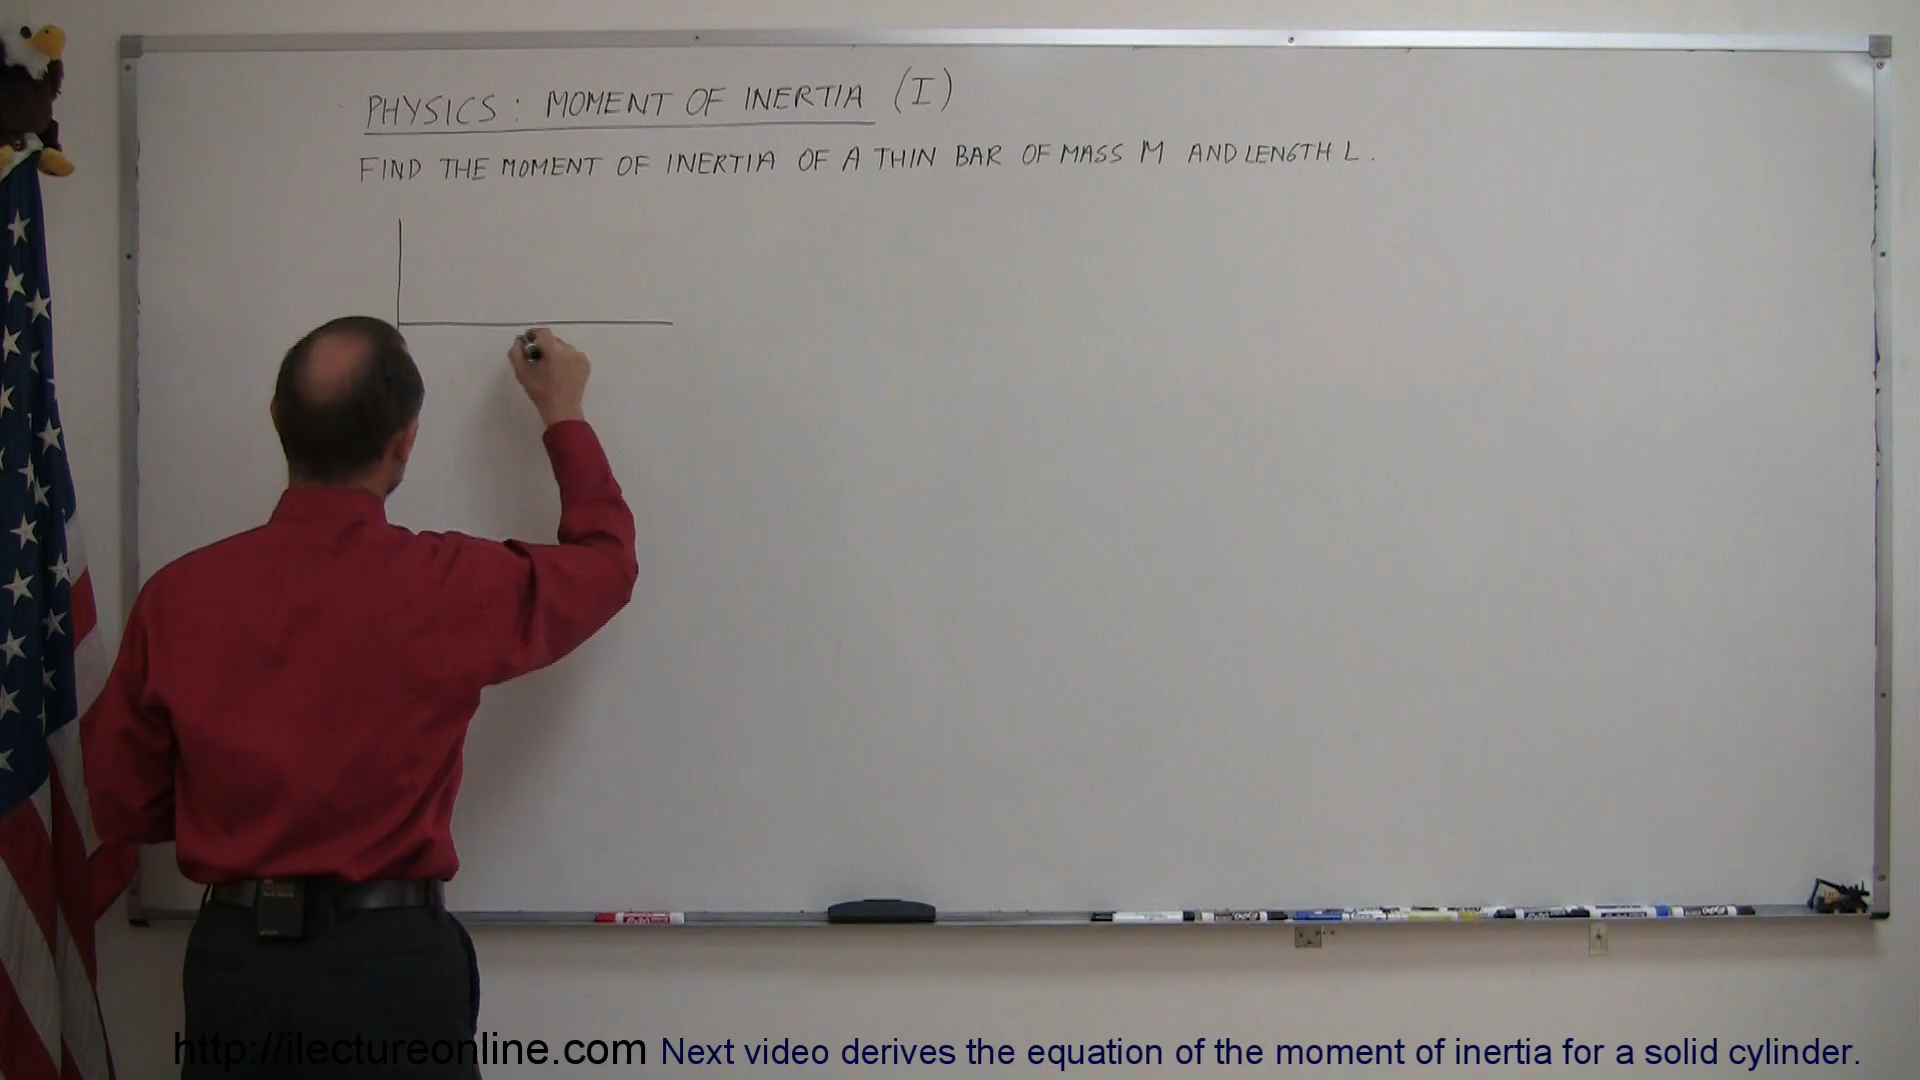 PHYSICS: MOMENT OF INERTIA (I)
FIND THE MOMENT OF INERTIA OF A THIN BAR OF MASS M AND LENGTH L.
http://ilectureonline.com Next video derives the equation of the moment of inertia for a solid cylinder.